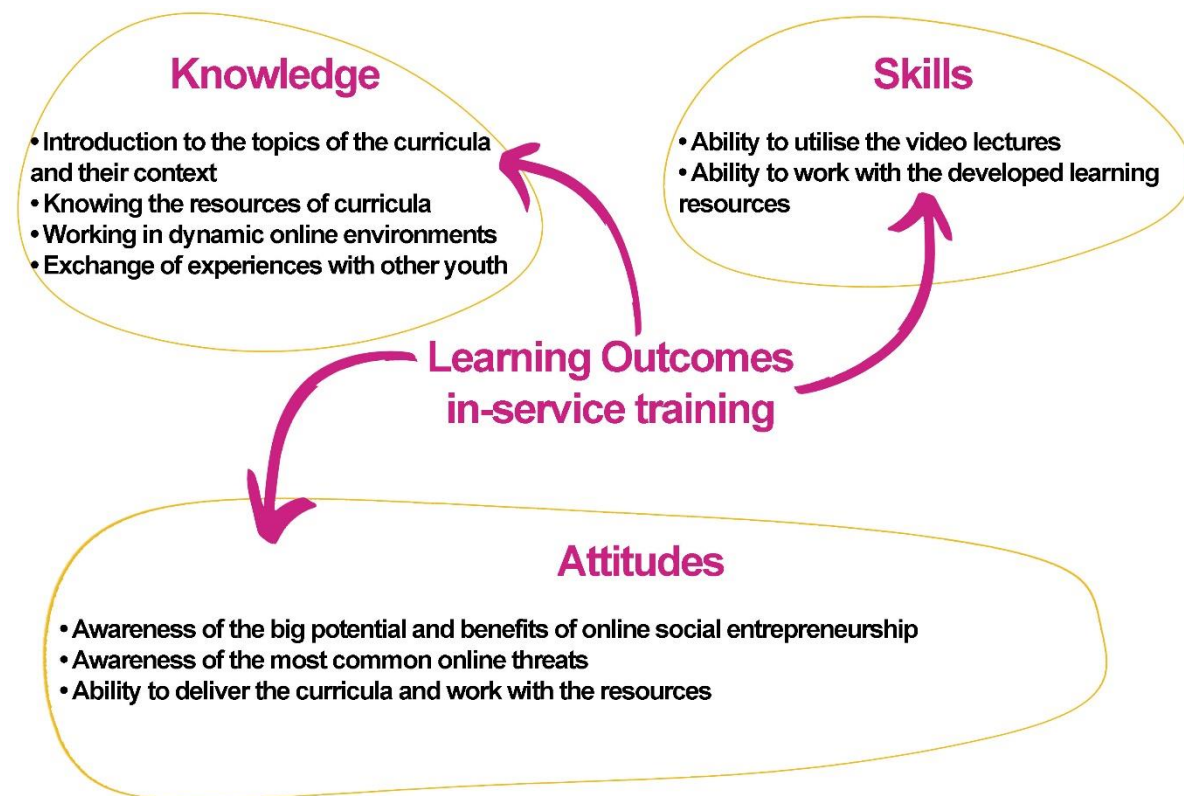 Knowledge
• Introduction to the topics of the curricula
and their context
• Knowing the resources of curricula
• Working in dynamic online environments
• Exchange of experiences with other youth
Skills
• Ability to utilise the video lectures
• Ability to work with the developed learning
resources
Learning Outcomes
in-service training
Attitudes
• Awareness of the big potential and benefits of online social entrepreneurship
• Awareness of the most common online threats
• Ability to deliver the curricula and work with the resources